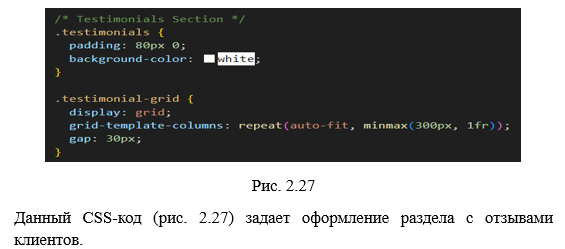 /* Testimonials Section */
.testimonials {
padding: 80px 0;
background-color: white;
}
.testimonial-grid {
display: grid;
grid-template-columns: repeat(auto-fit, minmax(300px, 1fr));
gap: 30px;
}
Рис. 2.27
Данный CSS-код (рис. 2.27) задает оформление раздела с отзывами
клиентов.